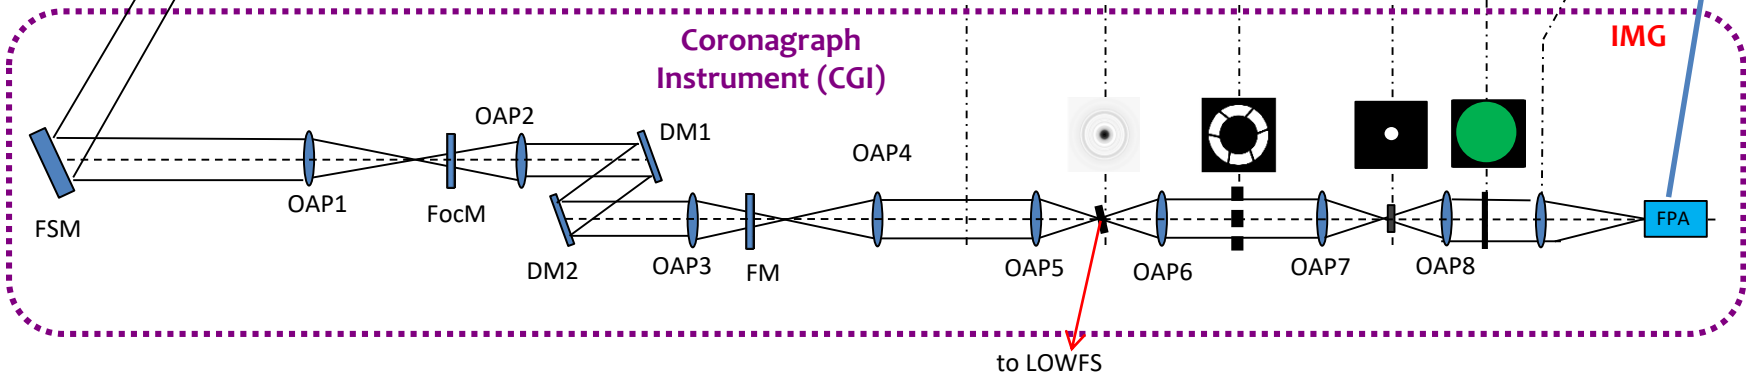 Coronagraph
Instrument (CGI)
IMG
OAP2
DM1
OAP4
OAP1
FocM
FSM
FPA
DM2
OAP3
FM
OAP5
OAP6
OAP7
OAP8
to LOWFS